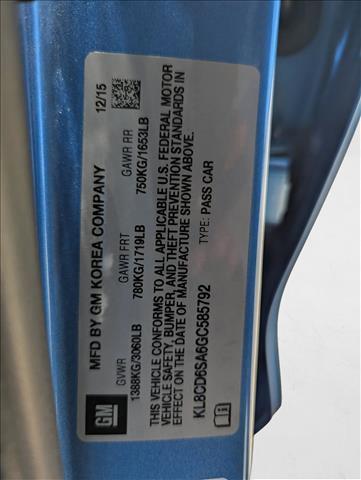 GM
MFD BY GM KOREA COMPANY 12/15
GVWR GAWR FRT GAWR RR
1388KG/3060LB 780KG/1719LB 750KG/1653LB
THIS VEHICLE CONFORMS TO ALL APPLICABLE U.S. FEDERAL MOTOR
VEHICLE SAFETY, BUMPER, AND THEFT PREVENTION STANDARDS IN
EFFECT ON THE DATE OF MANUFACTURE SHOWN ABOVE.
KL8CD6SA6GC585792 TYPE: PASS CAR